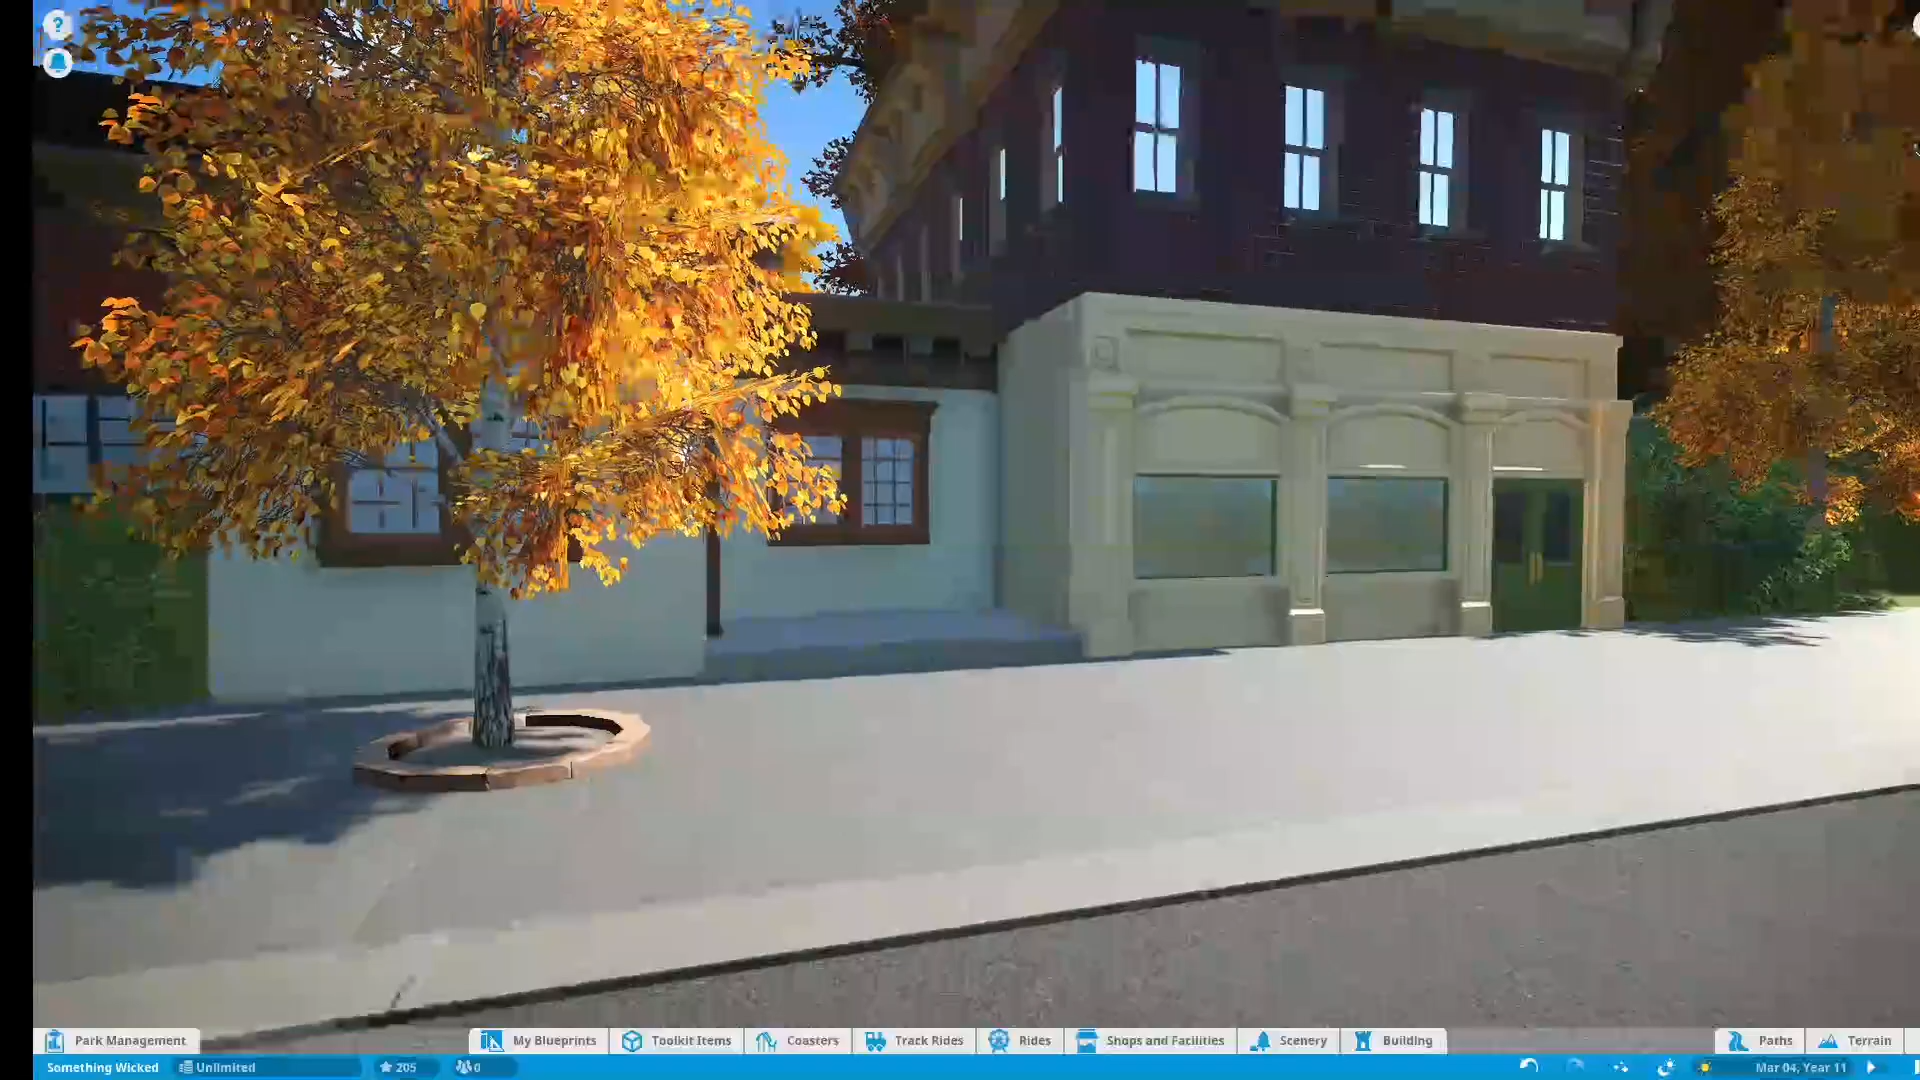 ?
Park Management
My Blueprints
Toolkit Items
Coasters
Track Rides
Rides
Shops and Facilities
Scenery
Building
Paths
Terrain
Something Wicked
Unlimited
205
0
Mar 04, Year 11